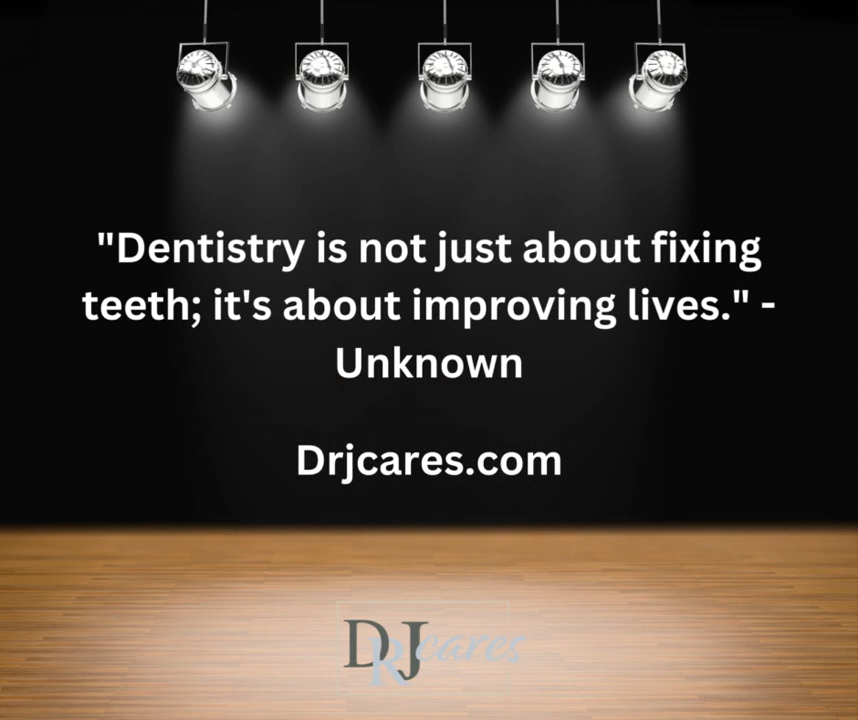 "Dentistry is not just about fixing
teeth; it's about improving lives." -
Unknown
Drjcares.com
DRJcares